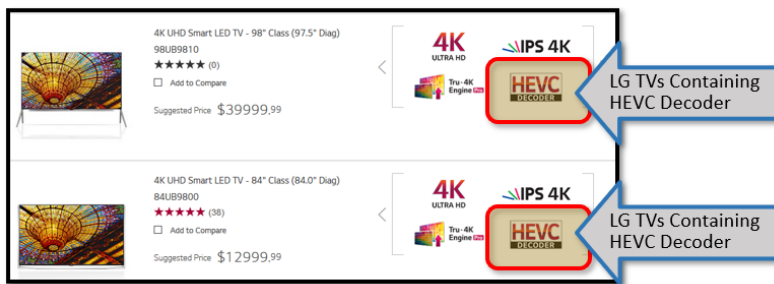 4K UHD Smart LED TV - 98" Class (97.5" Diag)
98UB9810
★★★★★ (0)
Add to Compare
Suggested Price $39999.99
4K
ULTRA HD
IPS 4K
Tru-4K
Engine Pro
HEVC
DECODER
LG TVs Containing
HEVC Decoder
4K UHD Smart LED TV - 84" Class (84.0" Diag)
84UB9800
★★★★★ (38)
Add to Compare
Suggested Price $12999.99
4K
ULTRA HD
IPS 4K
Tru-4K
Engine Pro
HEVC
DECODER
LG TVs Containing
HEVC Decoder